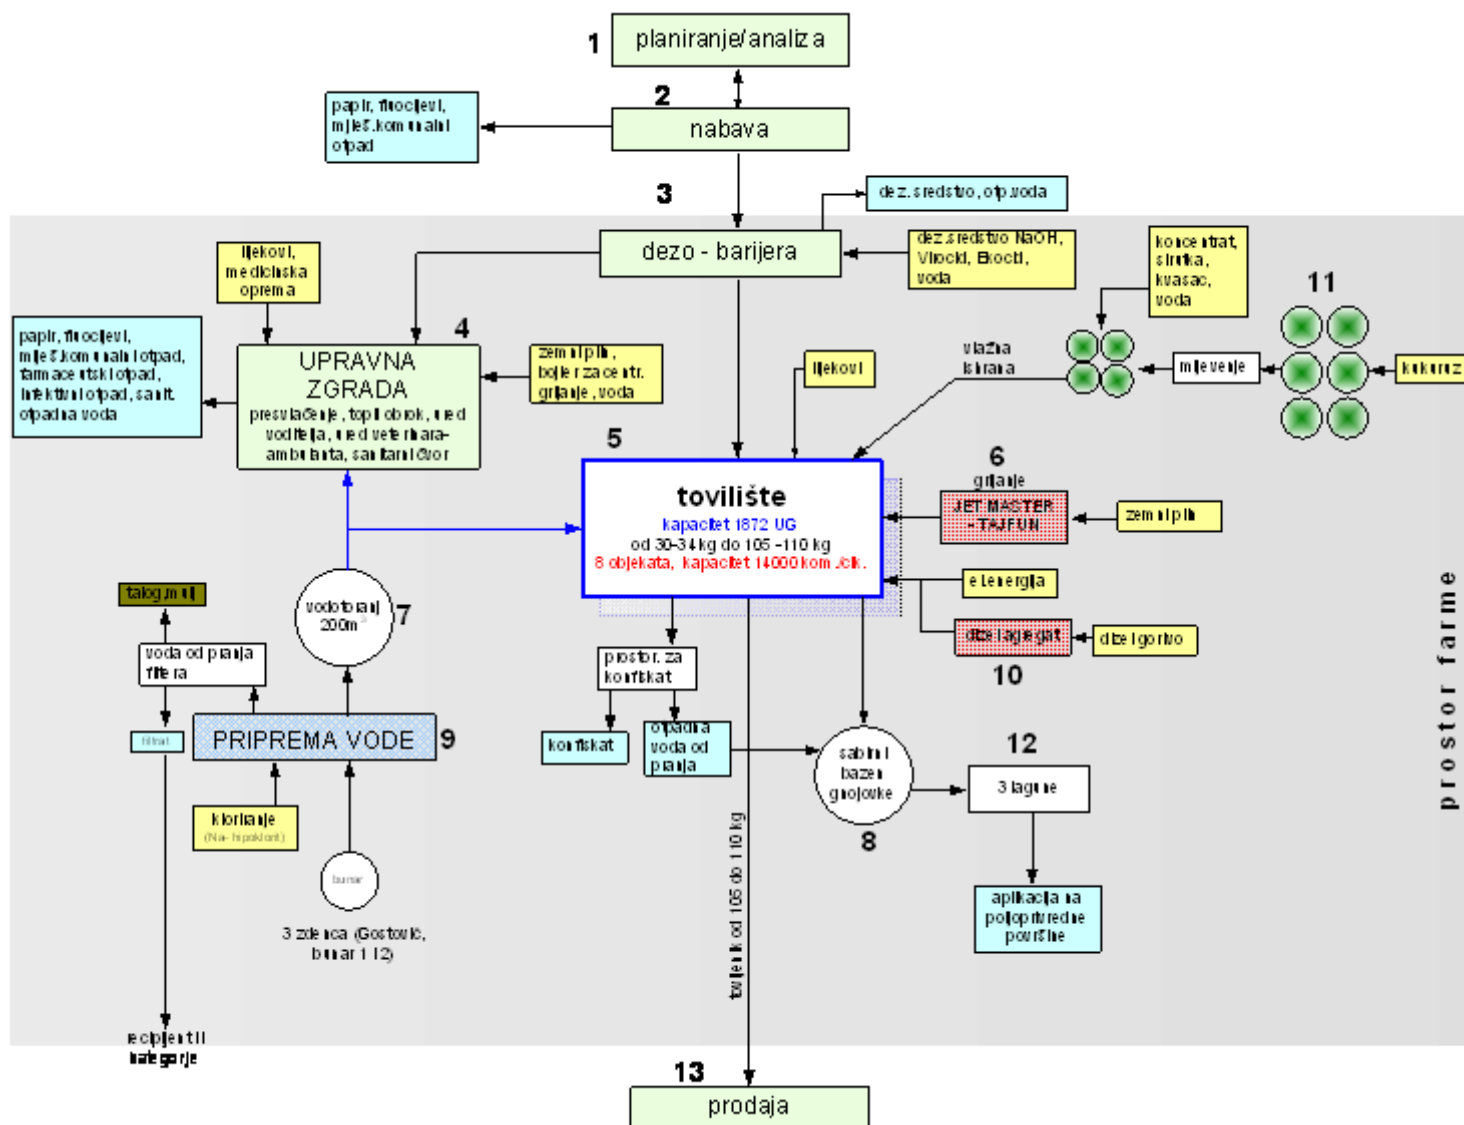 1
planiranje/analiza
2
nabava
papir, fluocijevi,
miješ.komunalni
otpad
3
dez.sredstvo, otp.voda
dezo - barijera
dez.sredstvo NaOH,
Virocid, Ekocid,
voda
koncentrat,
sirutka,
kvasac,
voda
11
lijekovi,
medicinska
oprema
4
papir, fluocijevi,
miješ.komunalni otpad,
farmaceutski otpad,
infektivni otpad, sanit.
otpadna voda
UPRAVNA
ZGRADA
presvlačenje, topli obrok, ured
voditelja, ured veterinara-
ambulanta, sanitarni čvor
zemni plin,
bojler za centr.
grijanje, voda
lijekovi
vlažna
ishrana
mljevenje
kukuruz
5
tovilište
kapacitet 1872 UG
od 30-34 kg do 105 -110 kg
8 objekata, kapacitet 14000 kom./cik.
6
grijanje
JET MASTER
- TAJFUN
zemni plin
el.energija
dizel agregat
dizel gorivo
10
prostor farme
talog,mulj
voda od pranja
filtera
vodotoranj
200m³
7
filtrat
PRIPREMA VODE
9
kloriranje
(Na- hipoklorit)
bunar
3 zdenca (Gostović,
bunar 1 i 2)
recipijent II
kategorije
prostor. za
konfiskat
konfiskat
otpadna
voda od
pranja
sabirni
bazen
gnojovke
8
12
3 lagune
aplikacija na
poljoprivredne
površine
tovljenik od 105 do 110 kg
13
prodaja